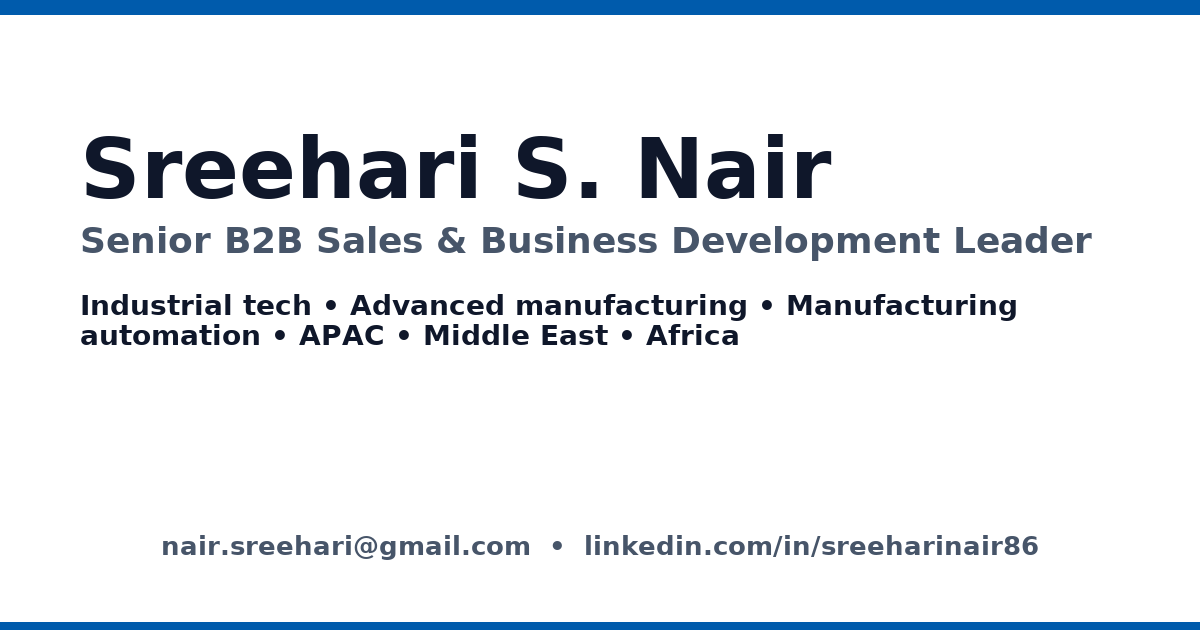 Sreehari S. Nair
Senior B2B Sales & Business Development Leader
Industrial tech • Advanced manufacturing • Manufacturing
automation • APAC • Middle East • Africa
nair.sreehari@gmail.com • linkedin.com/in/sreeharinair86